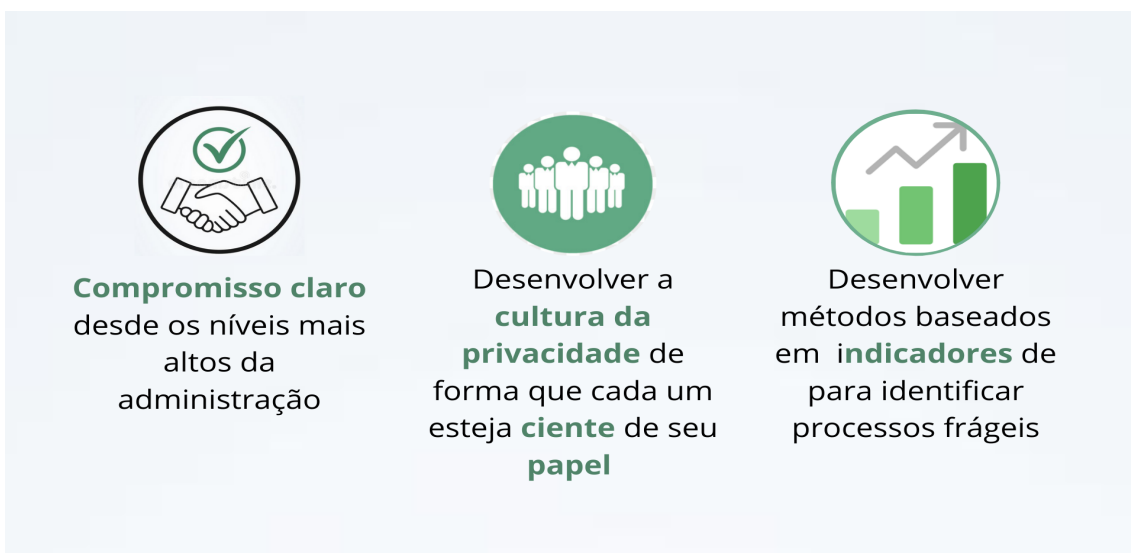 Compromisso claro
desde os níveis mais
altos da
administração
Desenvolver a
cultura da
privacidade de
forma que cada um
esteja ciente de seu
papel
Desenvolver
métodos baseados
em indicadores de
para identificar
processos frágeis